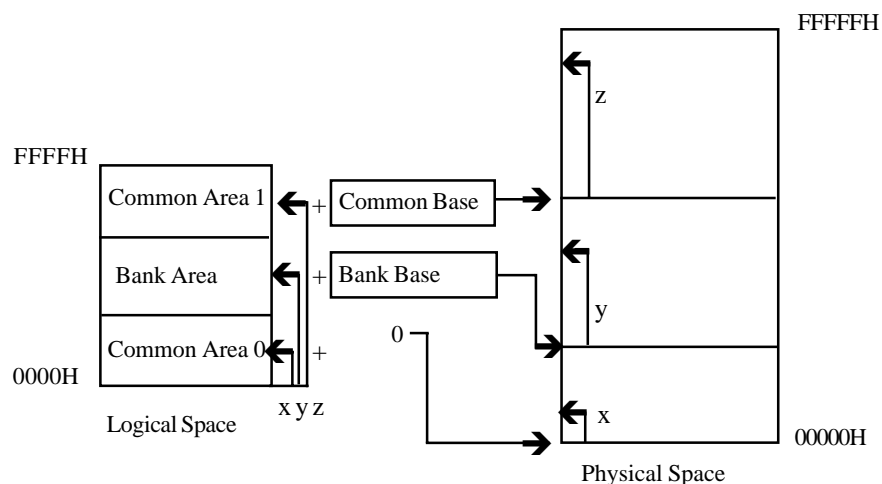 FFFFFH
z
FFFFH
Common Area 1
+
Common Base
Bank Area
+
Bank Base
y
Common Area 0
+
0
0000H
x y z
x
Logical Space
00000H
Physical Space